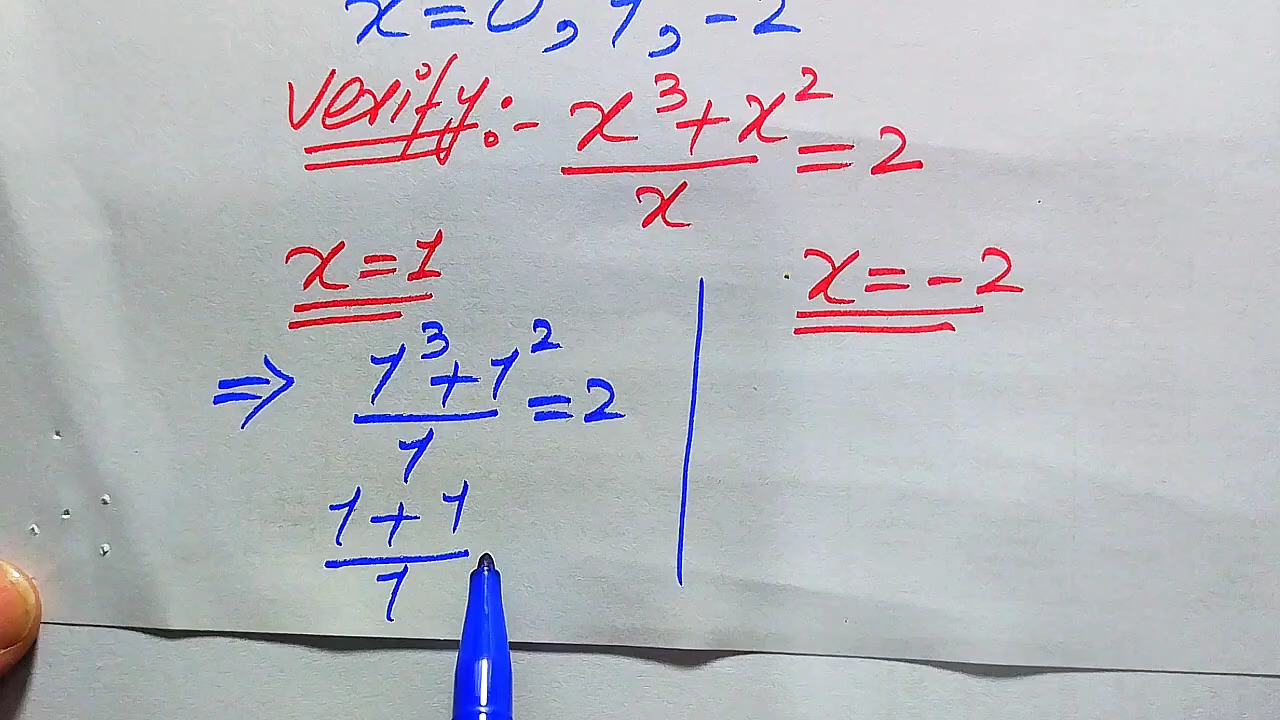 x=0, 1, -2
verify:- x³+x²/x = 2
x=1
⇒ 1³+1²/1 = 2
1+1/1
x=-2